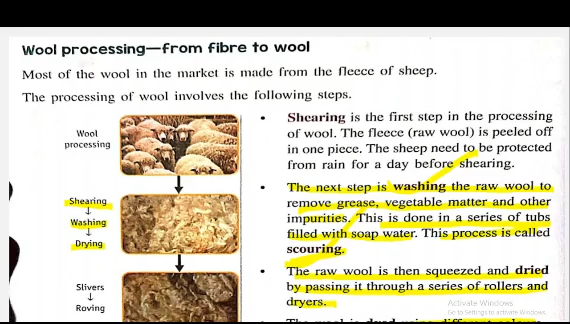 Wool processing—from fibre to wool
Most of the wool in the market is made from the fleece of sheep.
The processing of wool involves the following steps.
Wool
processing
Shearing
↓
Washing
↓
Drying
Slivers
↓
Roving
• Shearing is the first step in the processing
of wool. The fleece (raw wool) is peeled off
in one piece. The sheep need to be protected
from rain for a day before shearing.
• The next step is washing the raw wool to
remove grease, vegetable matter and other
impurities. This is done in a series of tubs
filled with soap water. This process is called
scouring.
• The raw wool is then squeezed and dried
by passing it through a series of rollers and
dryers.
Activate Windows
Go to Settings to activate Windows.